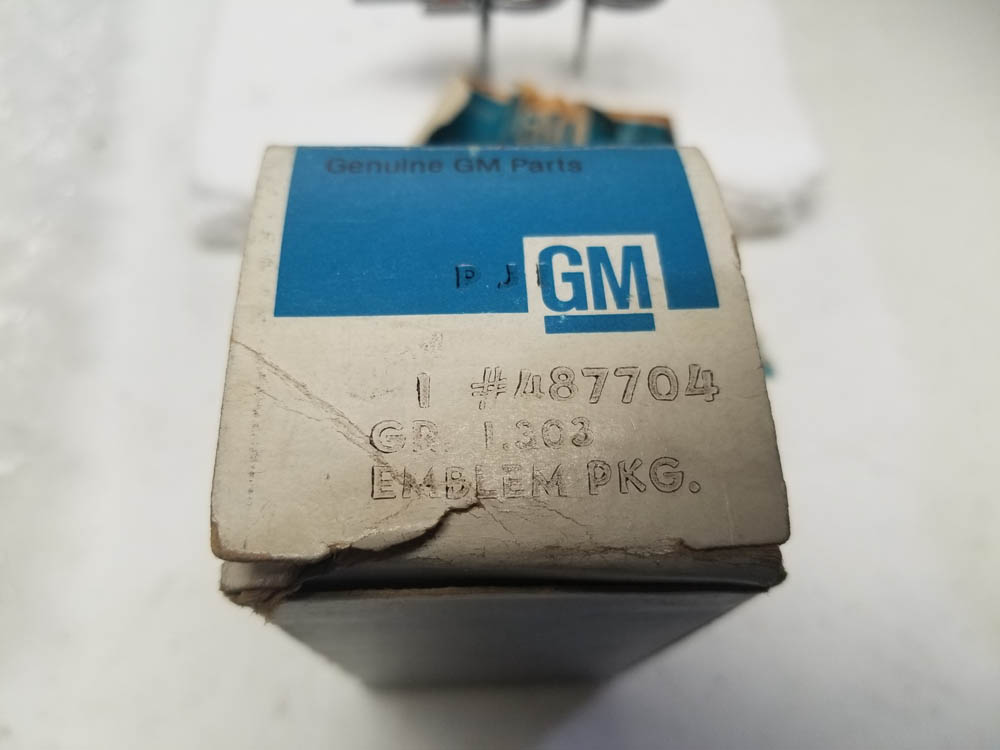 Genuine GM Parts
GM
1 #487704
GR. 1.303
EMBLEM PKG.